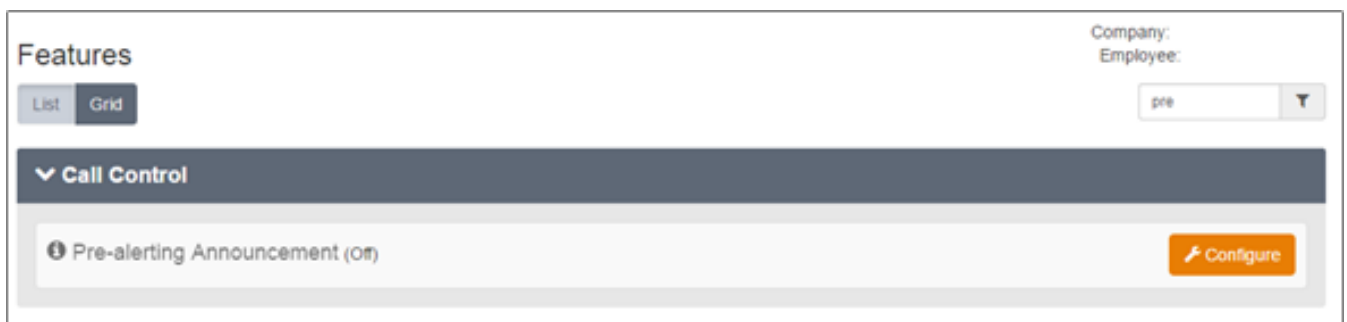 Company:
Employee:
Features
List Grid
pre
Call Control
Pre-alerting Announcement (Off)
Configure